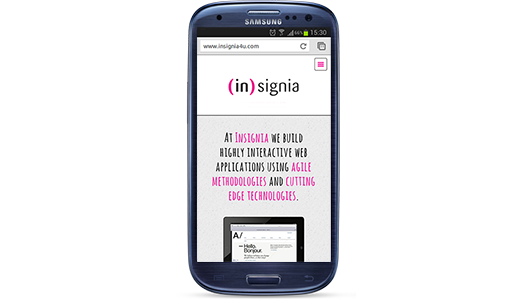 SAMSUNG
66% 15:30
www.insignia4u.com
(in)signia
At Insignia we build
highly interactive web
applications using agile
methodologies and cutting
edge technologies.
A/
Hello,
Bonjour.